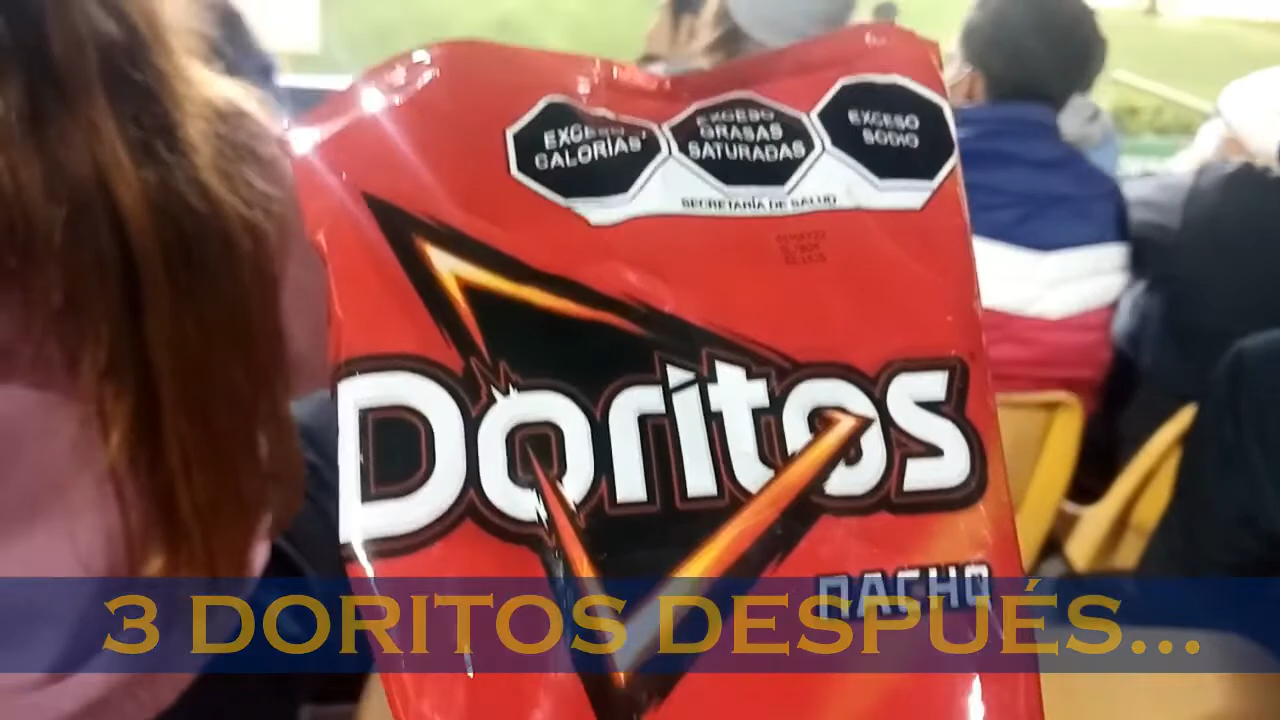 EXCESO CALORÍAS
EXCESO GRASAS SATURADAS
EXCESO SODIO
SECRETARÍA DE SALUD
Doritos
NACHO
3 DORITOS DESPUÉS...